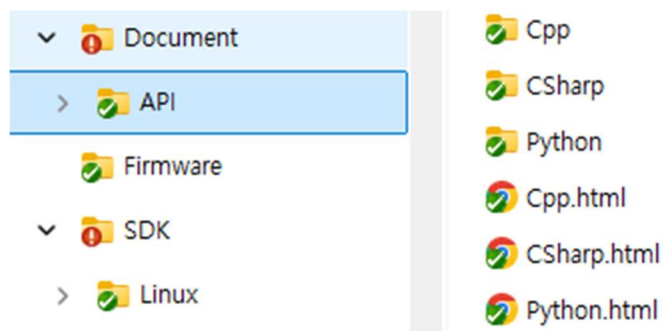 Document
API
Firmware
SDK
Linux
Cpp
CSharp
Python
Cpp.html
CSharp.html
Python.html